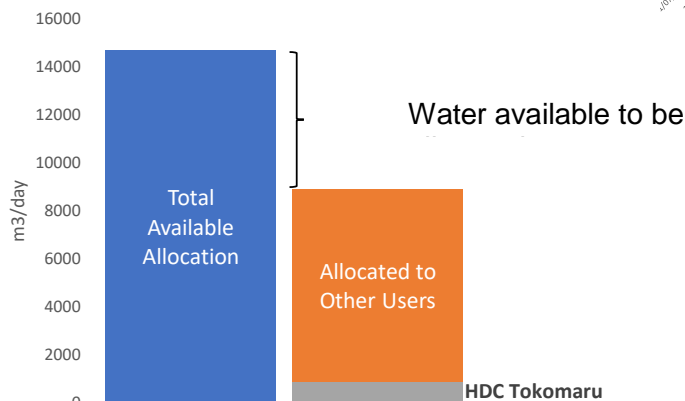 16000
14000
12000
10000
8000
6000
4000
2000
0
m3/day
Total
Available
Allocation
Water available to be
Allocated to
Other Users
HDC Tokomaru